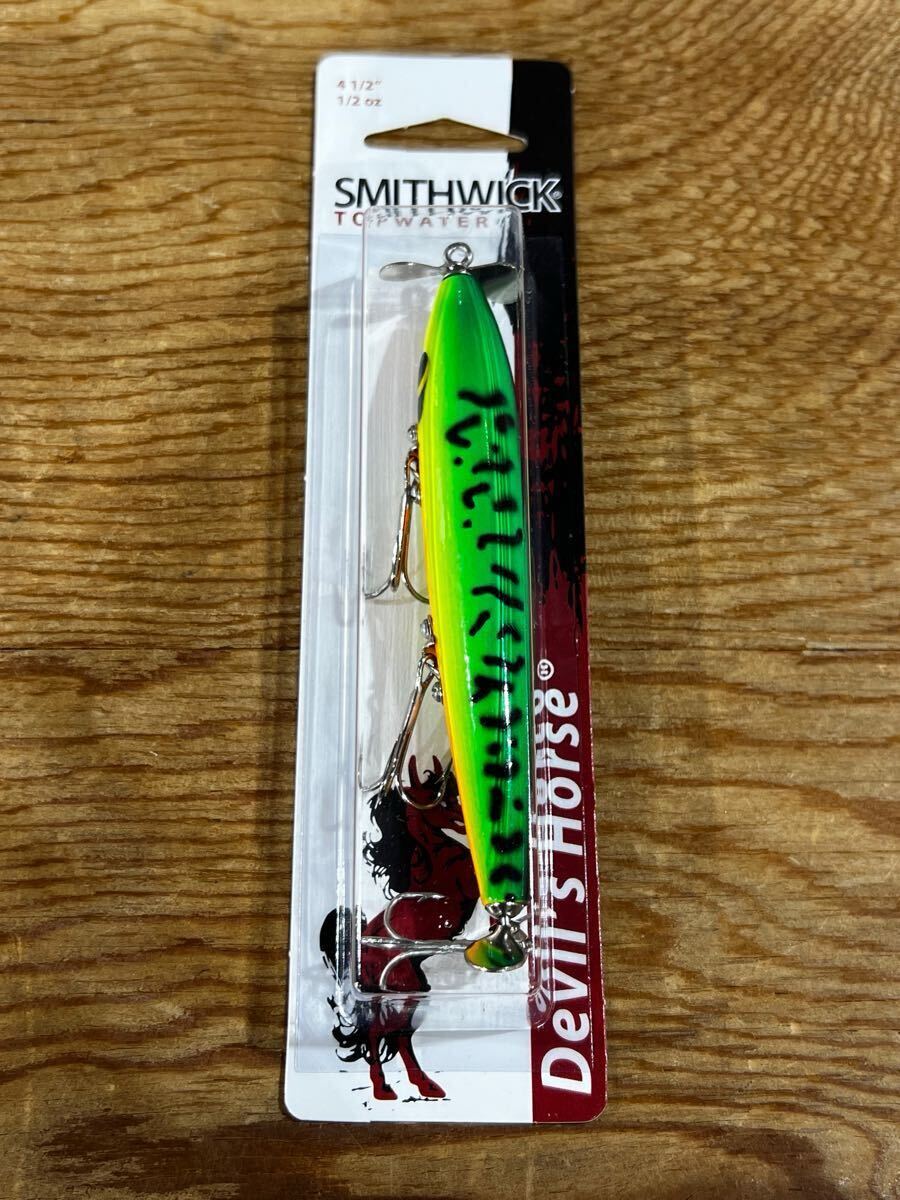 4 1/2"
1/2 oz
SMITHWICK®
TOPWATER
Devil's Horse®